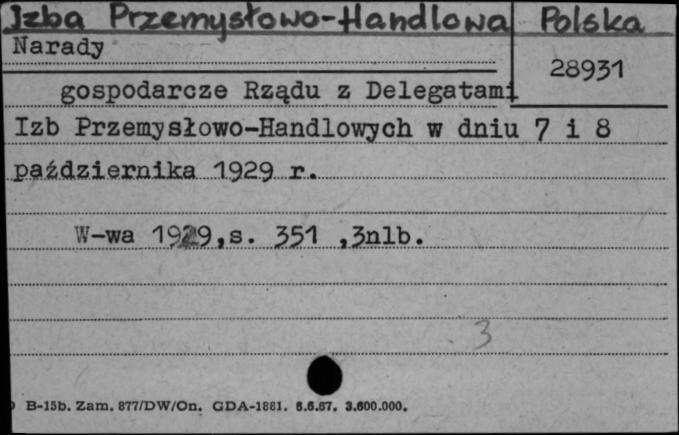 Izba Przemysłowo-Handlowa Polska
Narady
28931
gospodarcze Rządu z Delegatami
Izb Przemysłowo-Handlowych w dniu 7 i 8
października 1929 r.
W-wa 1929,s. 351 ,3nlb.
3
B-15b. Zam. 877/DW/On. GDA-1881. 6.6.67. 3.600.000.